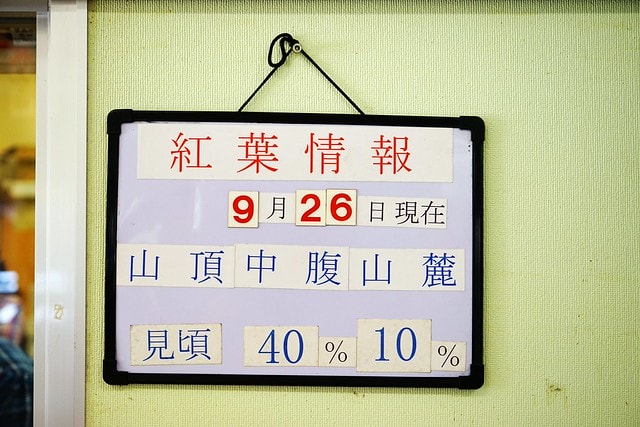 紅葉情報
9月26日現在
山頂 中腹 山麓
見頃 40% 10%